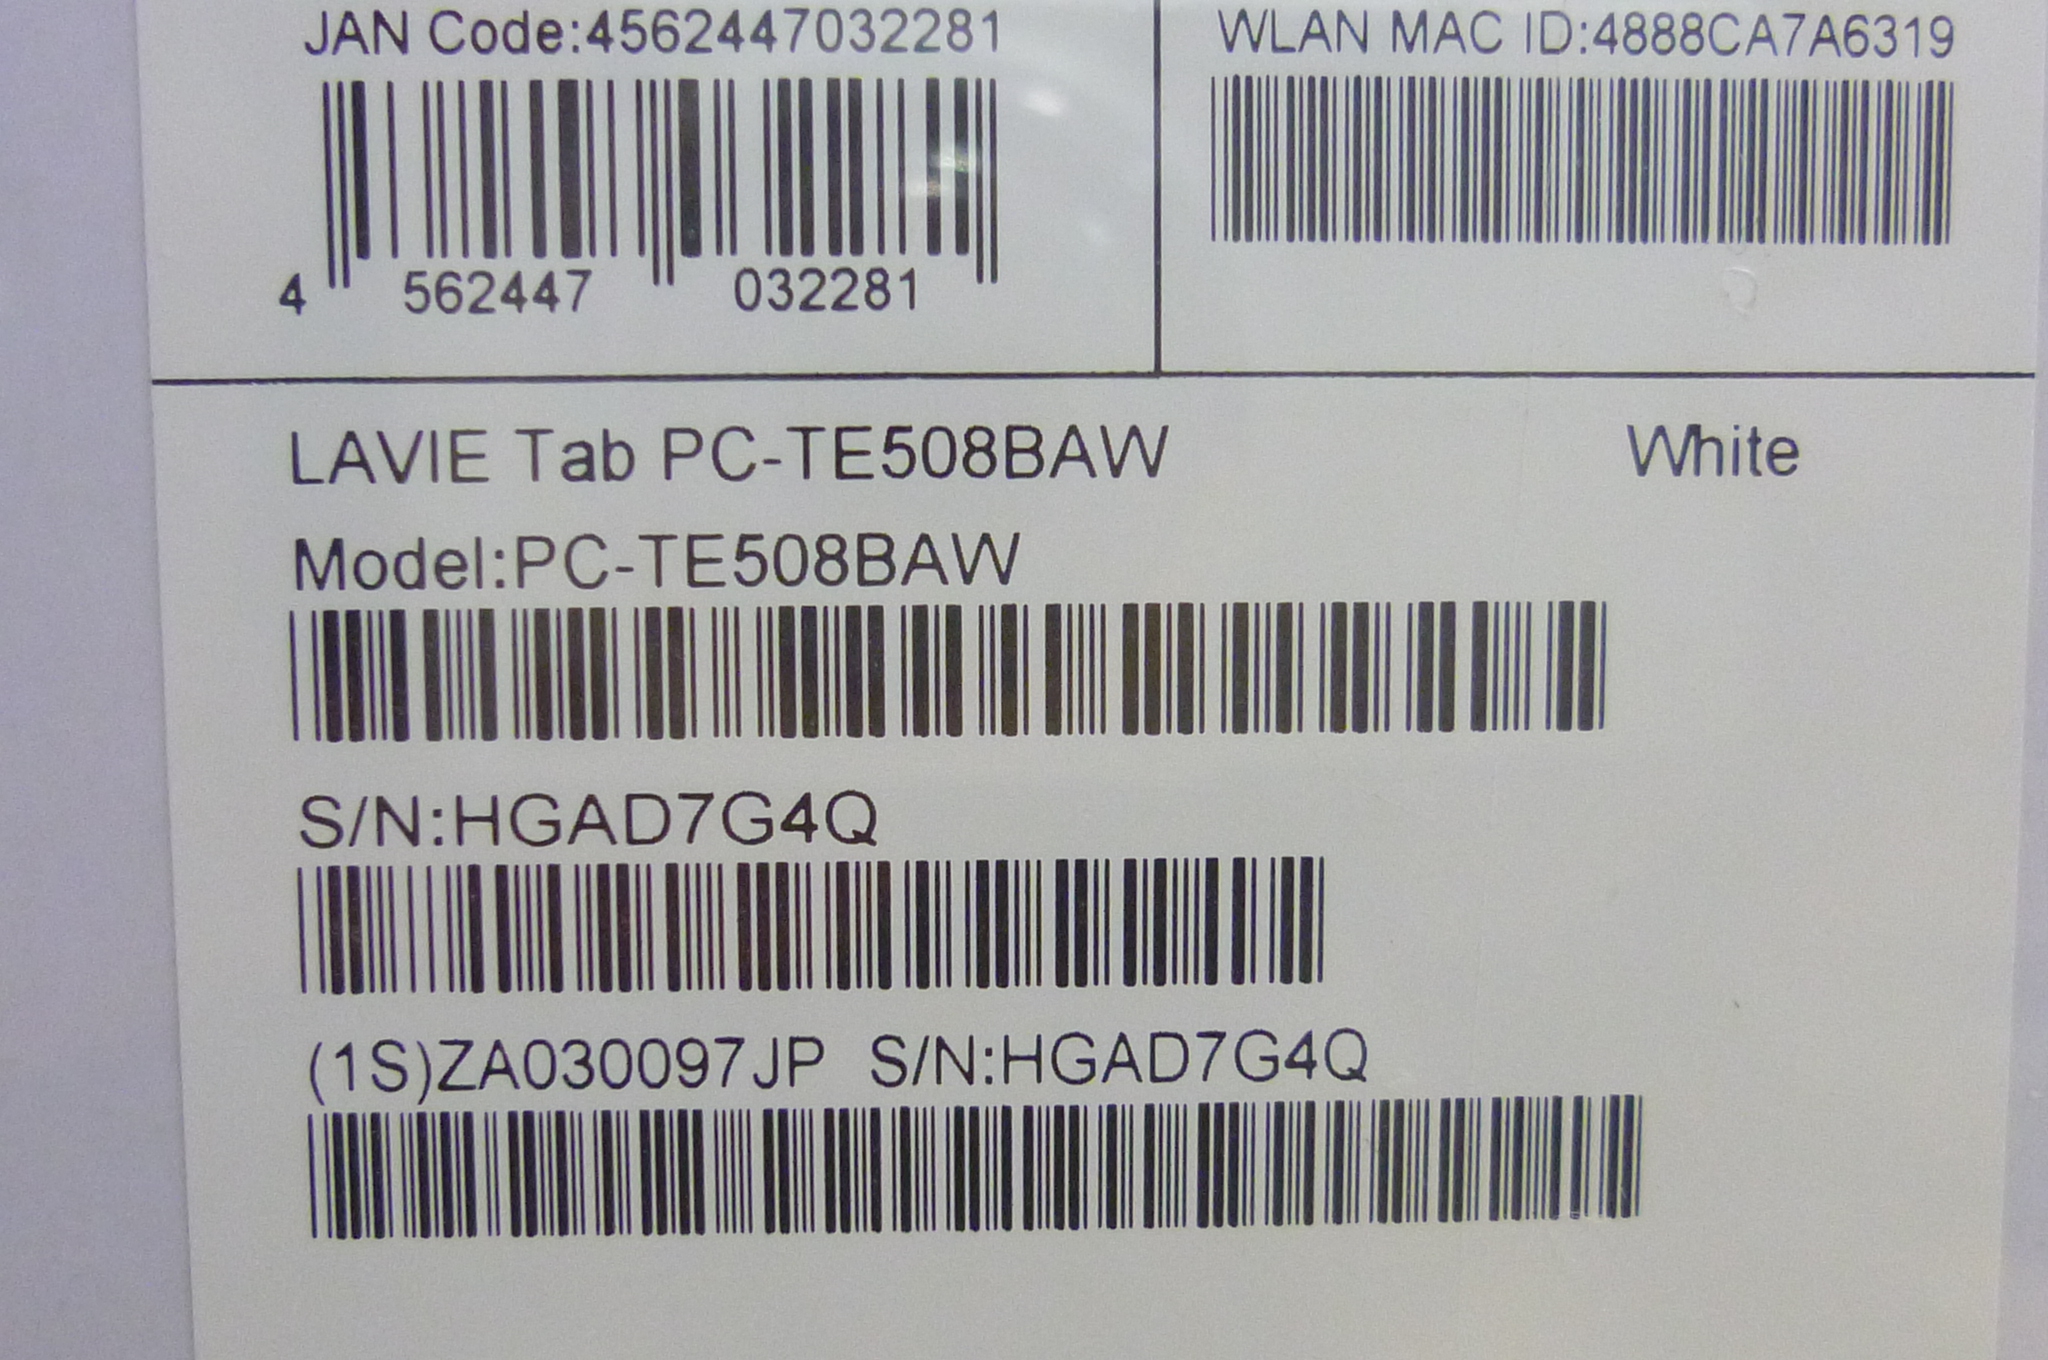 JAN Code:4562447032281
4 562447 032281
WLAN MAC ID:4888CA7A6319
LAVIE Tab PC-TE508BAW White
Model:PC-TE508BAW
S/N:HGAD7G4Q
(1S)ZA030097JP S/N:HGAD7G4Q